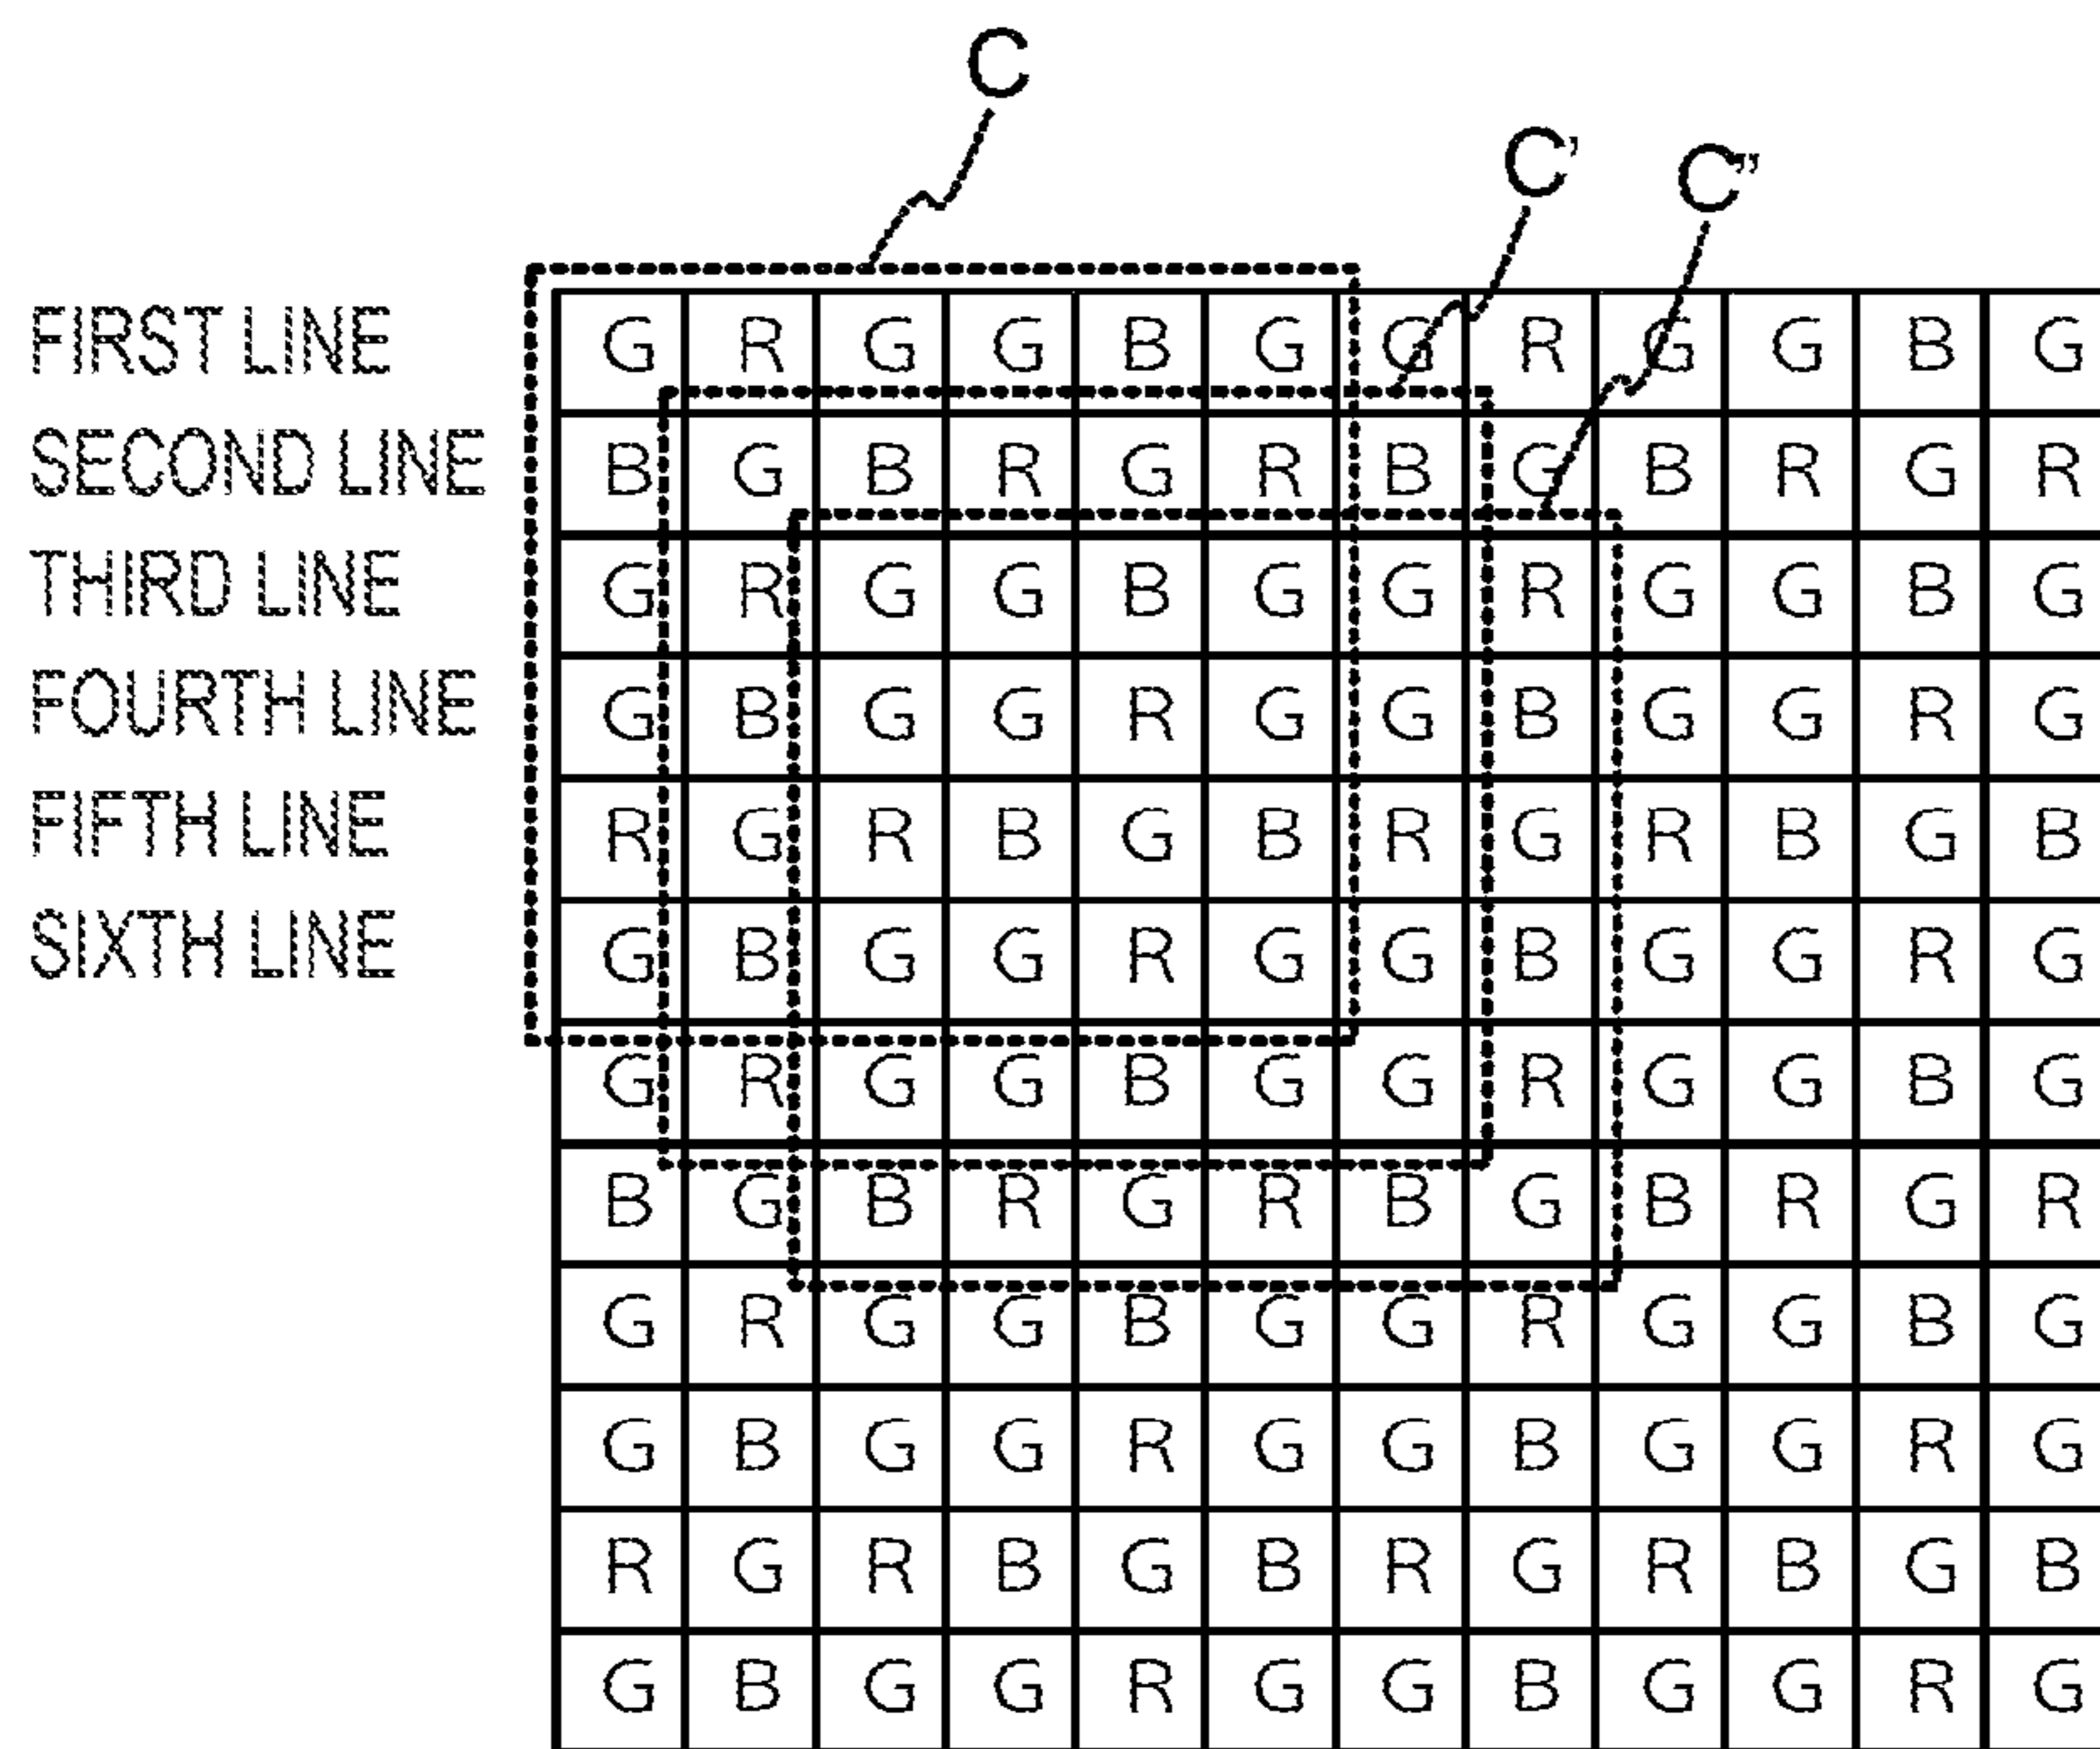 C
C' C"
FIRST LINE G R G G B G G R G G B G
SECOND LINE B G B R G R B G B R G R
THIRD LINE G R G G B G G R G G B G
FOURTH LINE G B G G R G G B G G R G
FIFTH LINE R G R B G B R G R B G B
SIXTH LINE G B G G R G G B G G R G
G R G G B G G R G G B G
B G B R G R B G B R G R
G R G G B G G R G G B G
G B G G R G G B G G R G
R G R B G B R G R B G B
G B G G R G G B G G R G